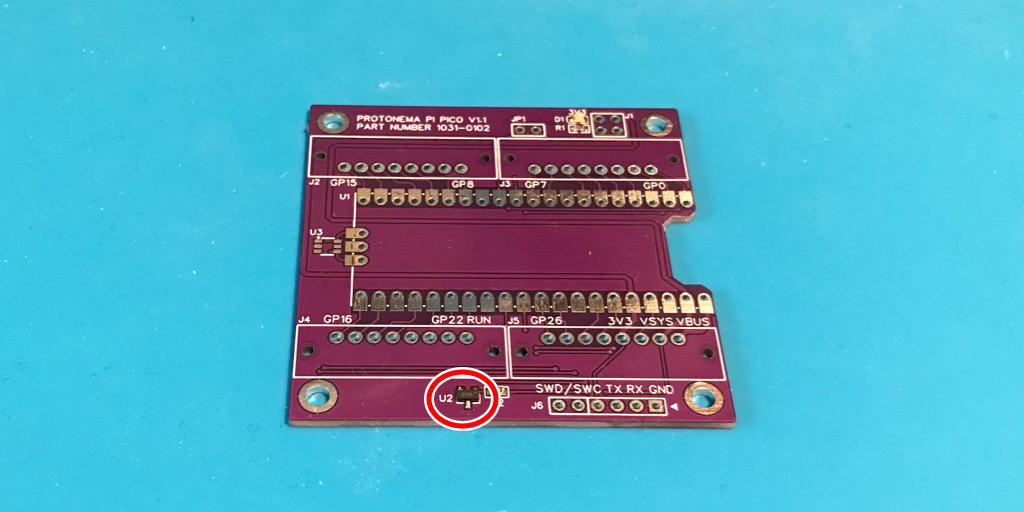 PROTONEMA PI PICO V1.1
PART NUMBER 1031-0102
JP1
3V3
D1
R1
J1
J2
GP15
GP8
J3
GP7
GP0
U1
U3
J4
GP16
GP22 RUN
J5
GP26
3V3 VSYS VBUS
U2
SWD/SWC TX RX GND
J6